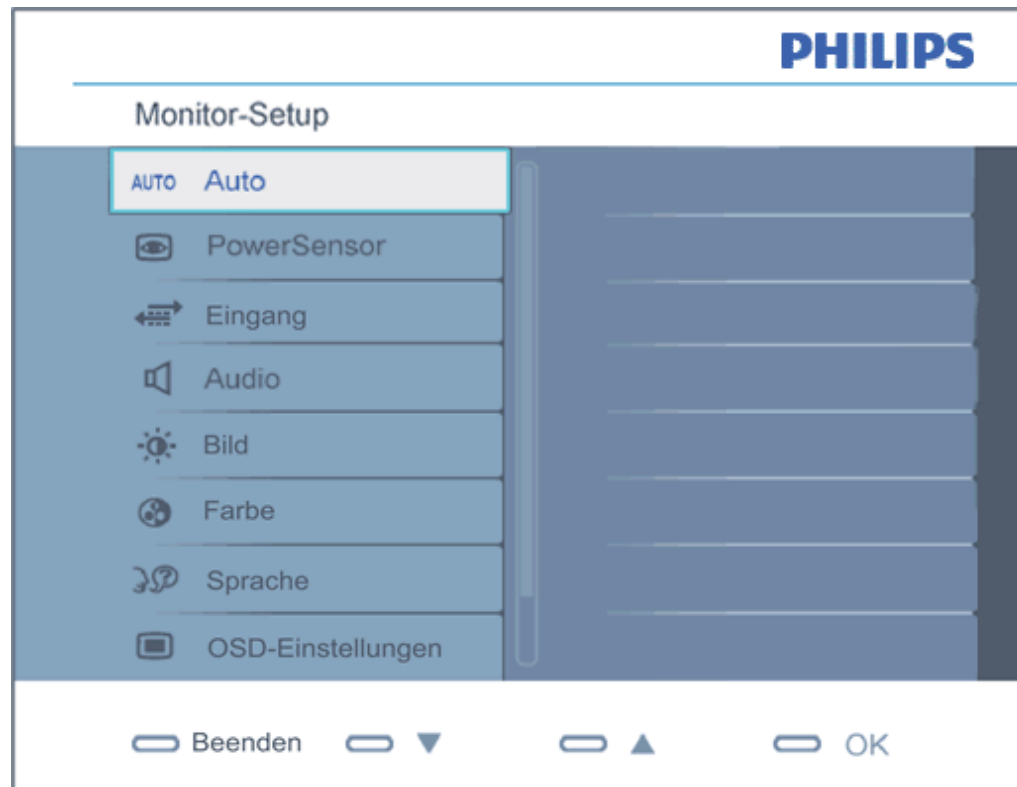 PHILIPS
Monitor-Setup
AUTO Auto
PowerSensor
Eingang
Audio
Bild
Farbe
Sprache
OSD-Einstellungen
Beenden ▼ ▲ OK